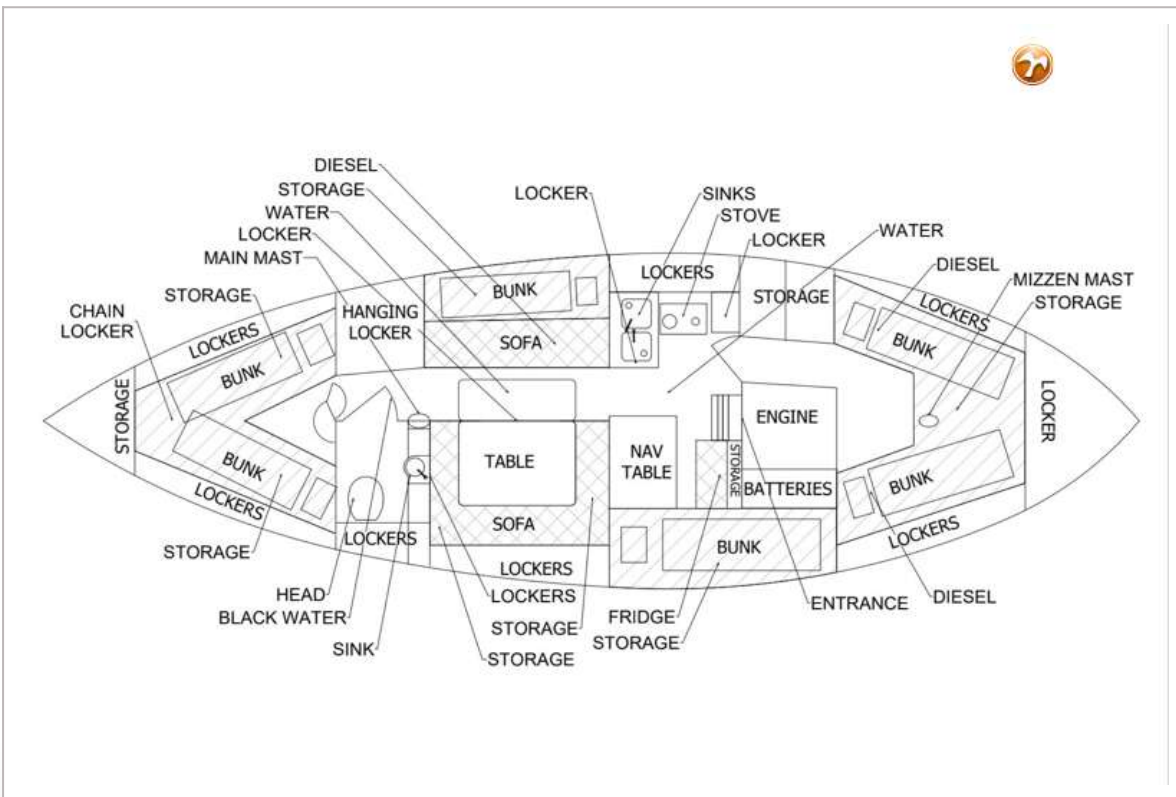 DIESEL
STORAGE
WATER
LOCKER
MAIN MAST
LOCKER
SINKS
STOVE
LOCKER
WATER
DIESEL
MIZZEN MAST
STORAGE
STORAGE
CHAIN
LOCKER
HANGING
LOCKER
LOCKERS
BUNK
BUNK
LOCKERS
STORAGE
BUNK
SOFA
LOCKERS
STORAGE
LOCKERS
BUNK
BUNK
LOCKERS
LOCKER
TABLE
SOFA
LOCKERS
LOCKERS
NAV
TABLE
STORAGE
ENGINE
BATTERIES
BUNK
STORAGE
HEAD
BLACK WATER
SINK
LOCKERS
STORAGE
STORAGE
FRIDGE
STORAGE
ENTRANCE
DIESEL